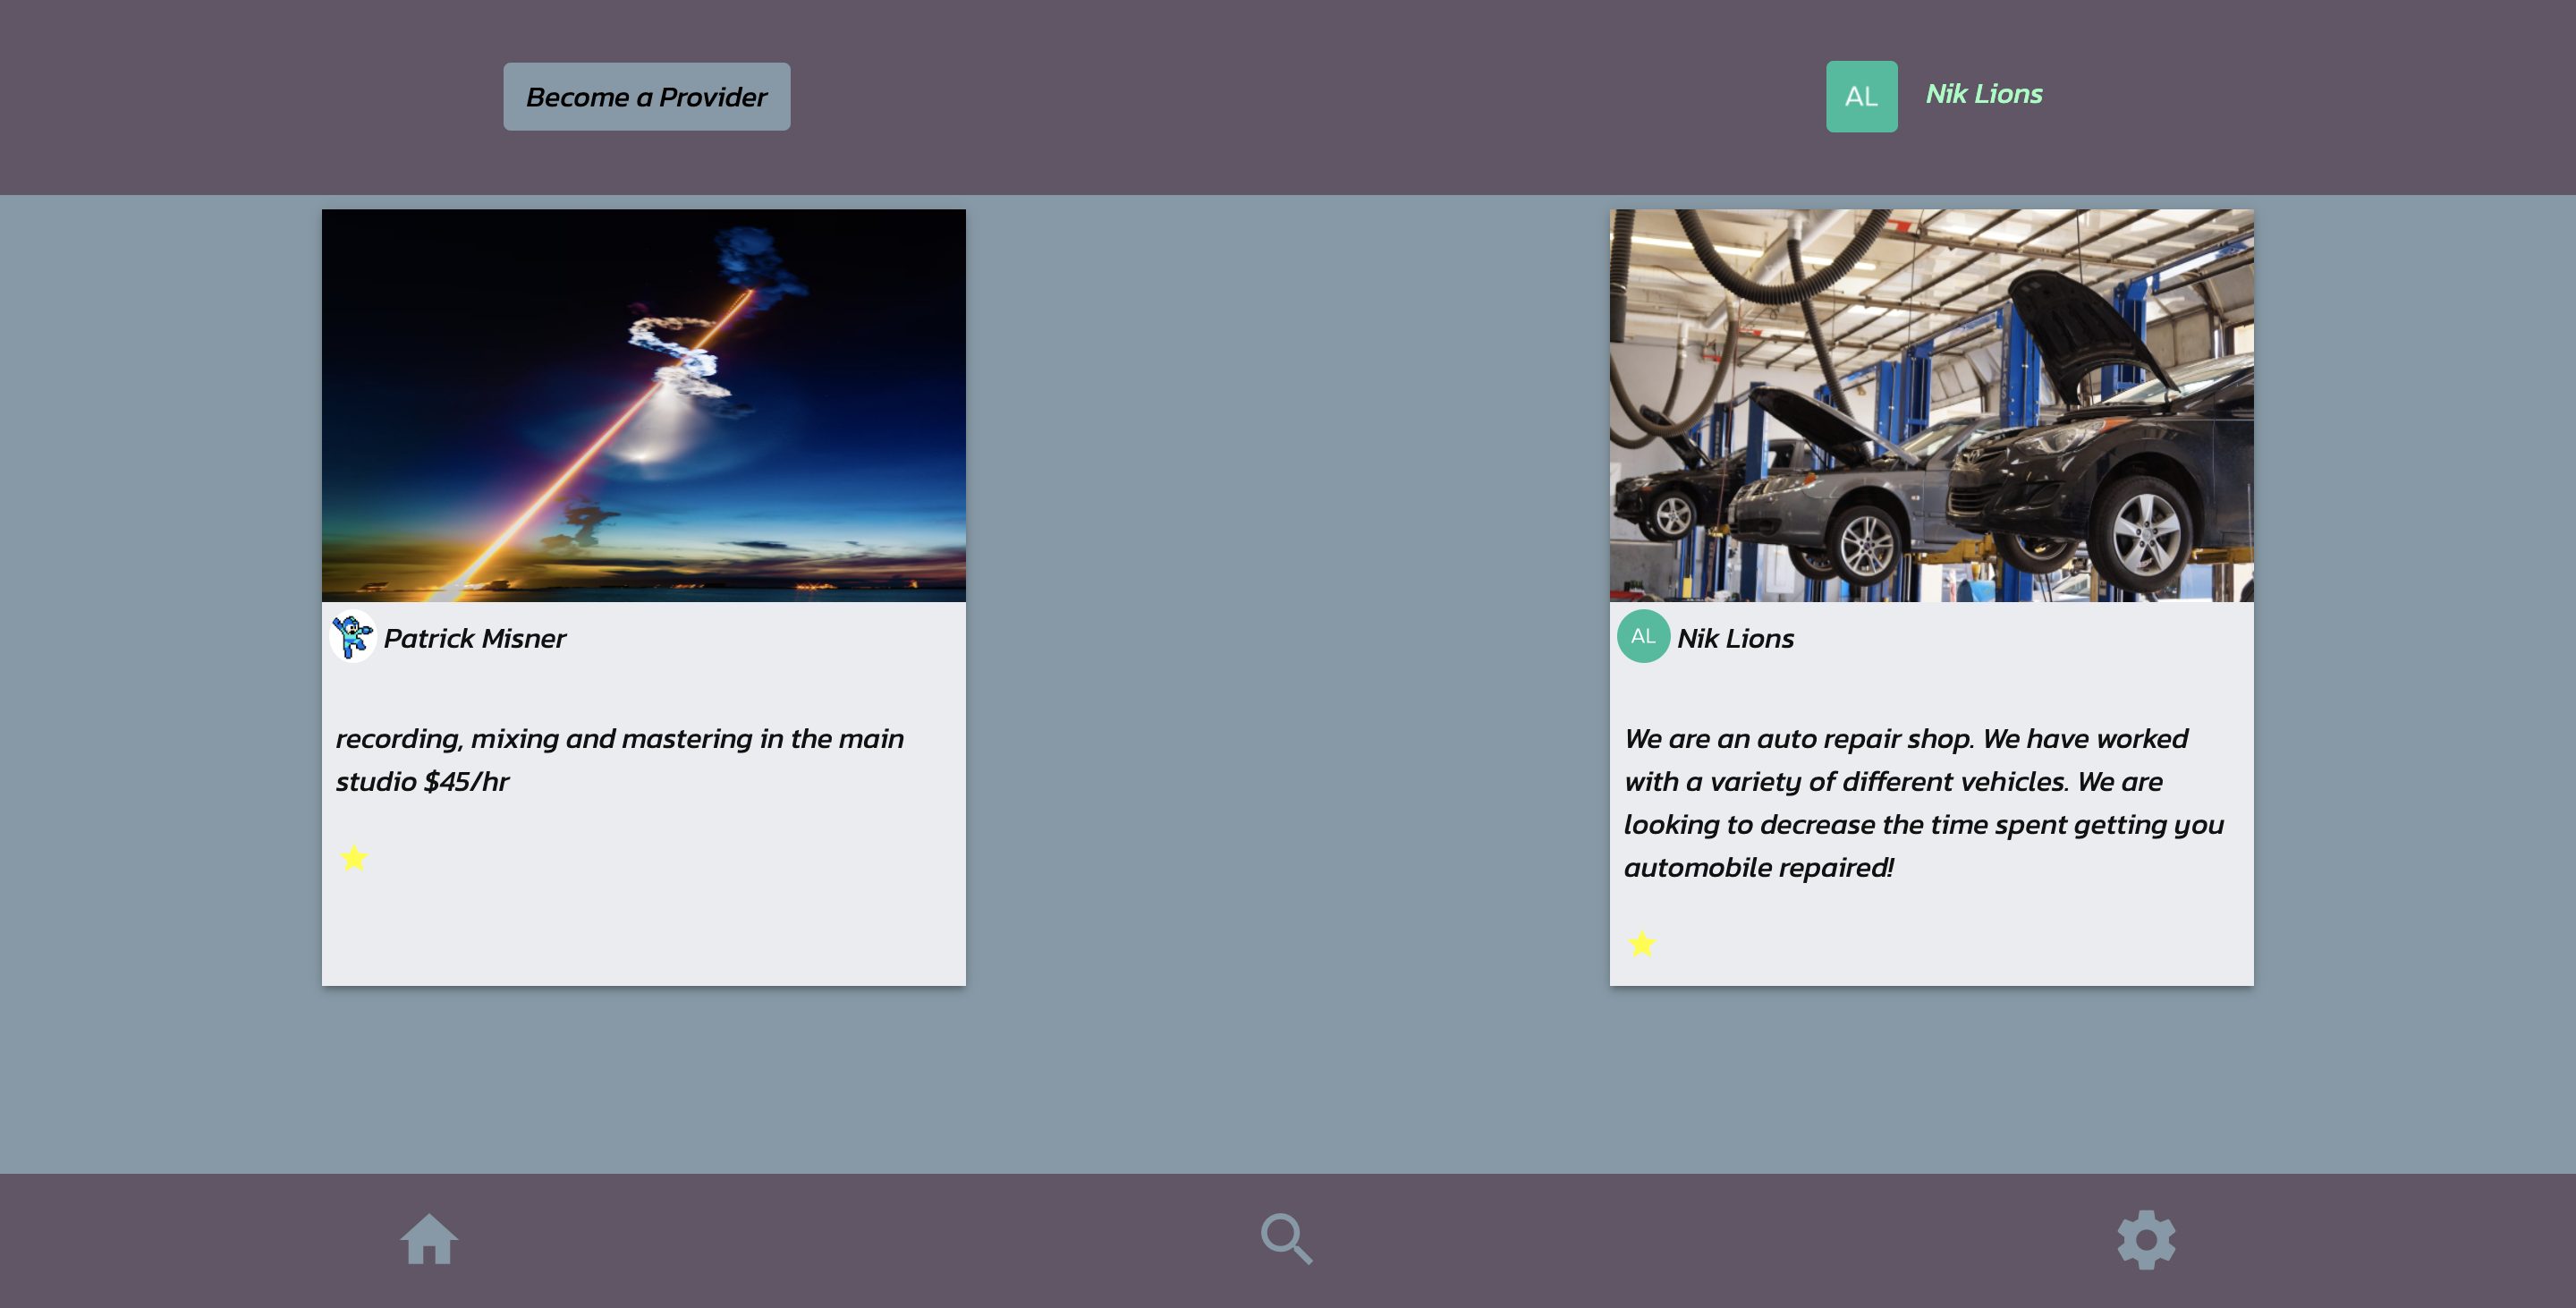 Become a Provider
AL
Nik Lions
Patrick Misner
recording, mixing and mastering in the main
studio $45/hr
AL
Nik Lions
We are an auto repair shop. We have worked
with a variety of different vehicles. We are
looking to decrease the time spent getting you
automobile repaired!